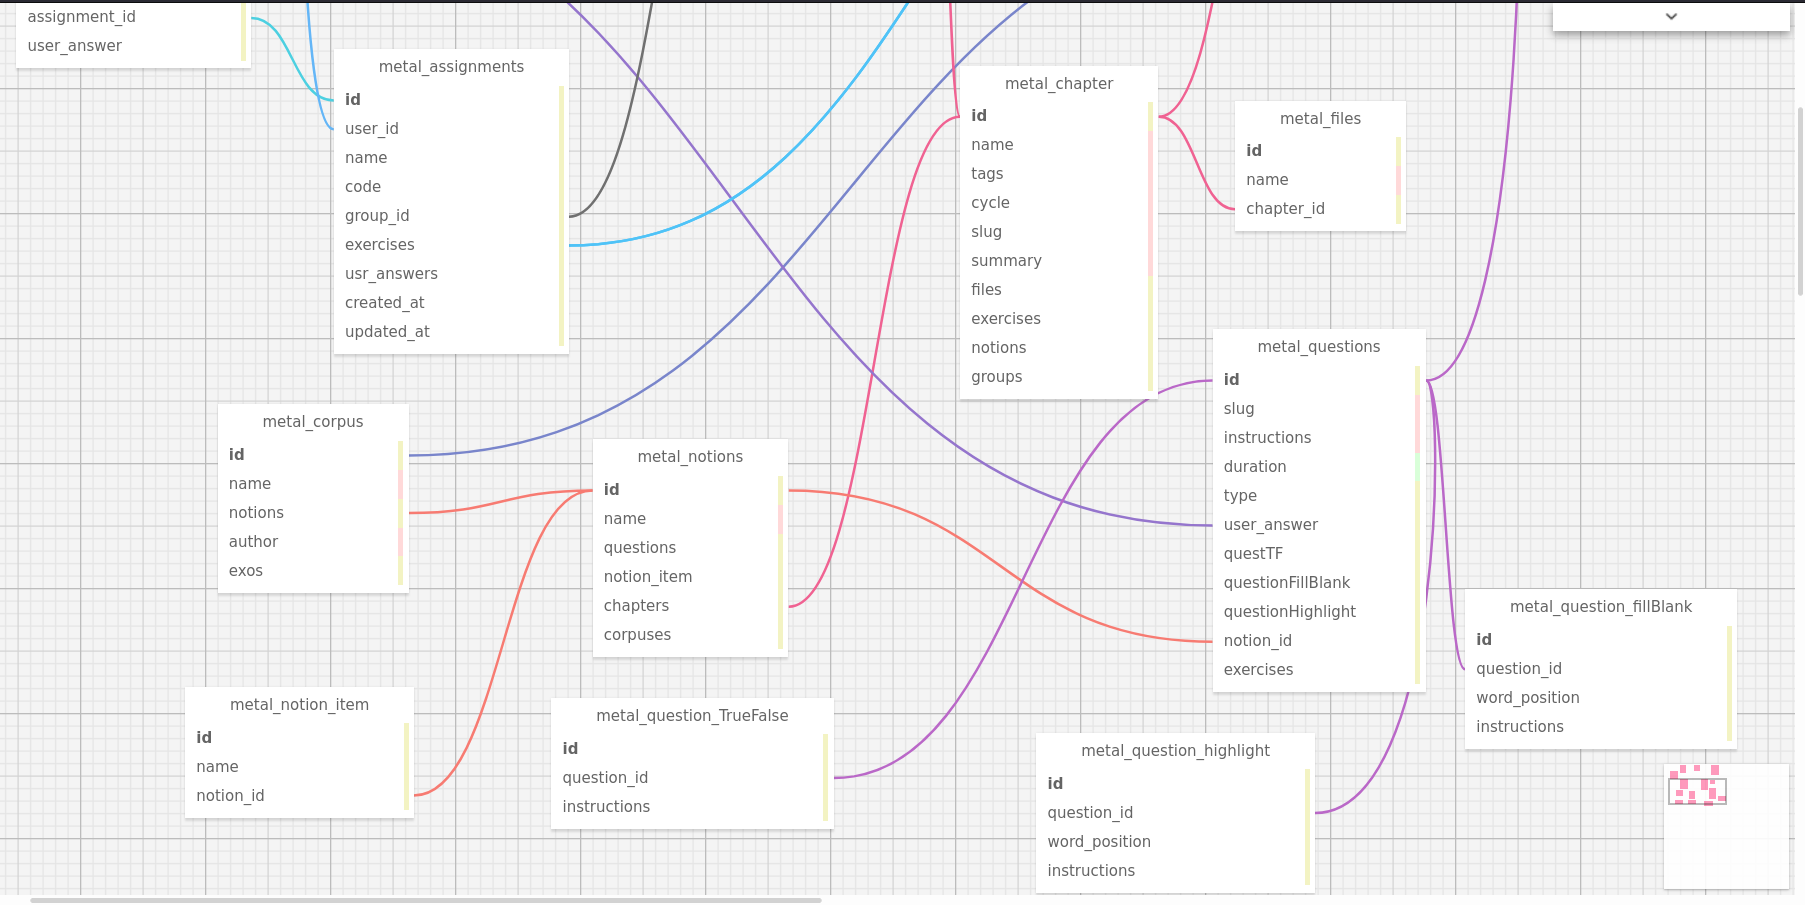 assignment_id
user_answer
metal_assignments
id
user_id
name
code
group_id
exercises
usr_answers
created_at
updated_at
metal_chapter
id
name
tags
cycle
slug
summary
files
exercises
notions
groups
metal_files
id
name
chapter_id
metal_questions
id
slug
instructions
duration
type
user_answer
questTF
questionFillBlank
questionHighlight
notion_id
exercises
metal_corpus
id
name
notions
author
exos
metal_notions
id
name
questions
notion_item
chapters
corpuses
metal_question_fillBlank
id
question_id
word_position
instructions
metal_notion_item
id
name
notion_id
metal_question_TrueFalse
id
question_id
instructions
metal_question_highlight
id
question_id
word_position
instructions